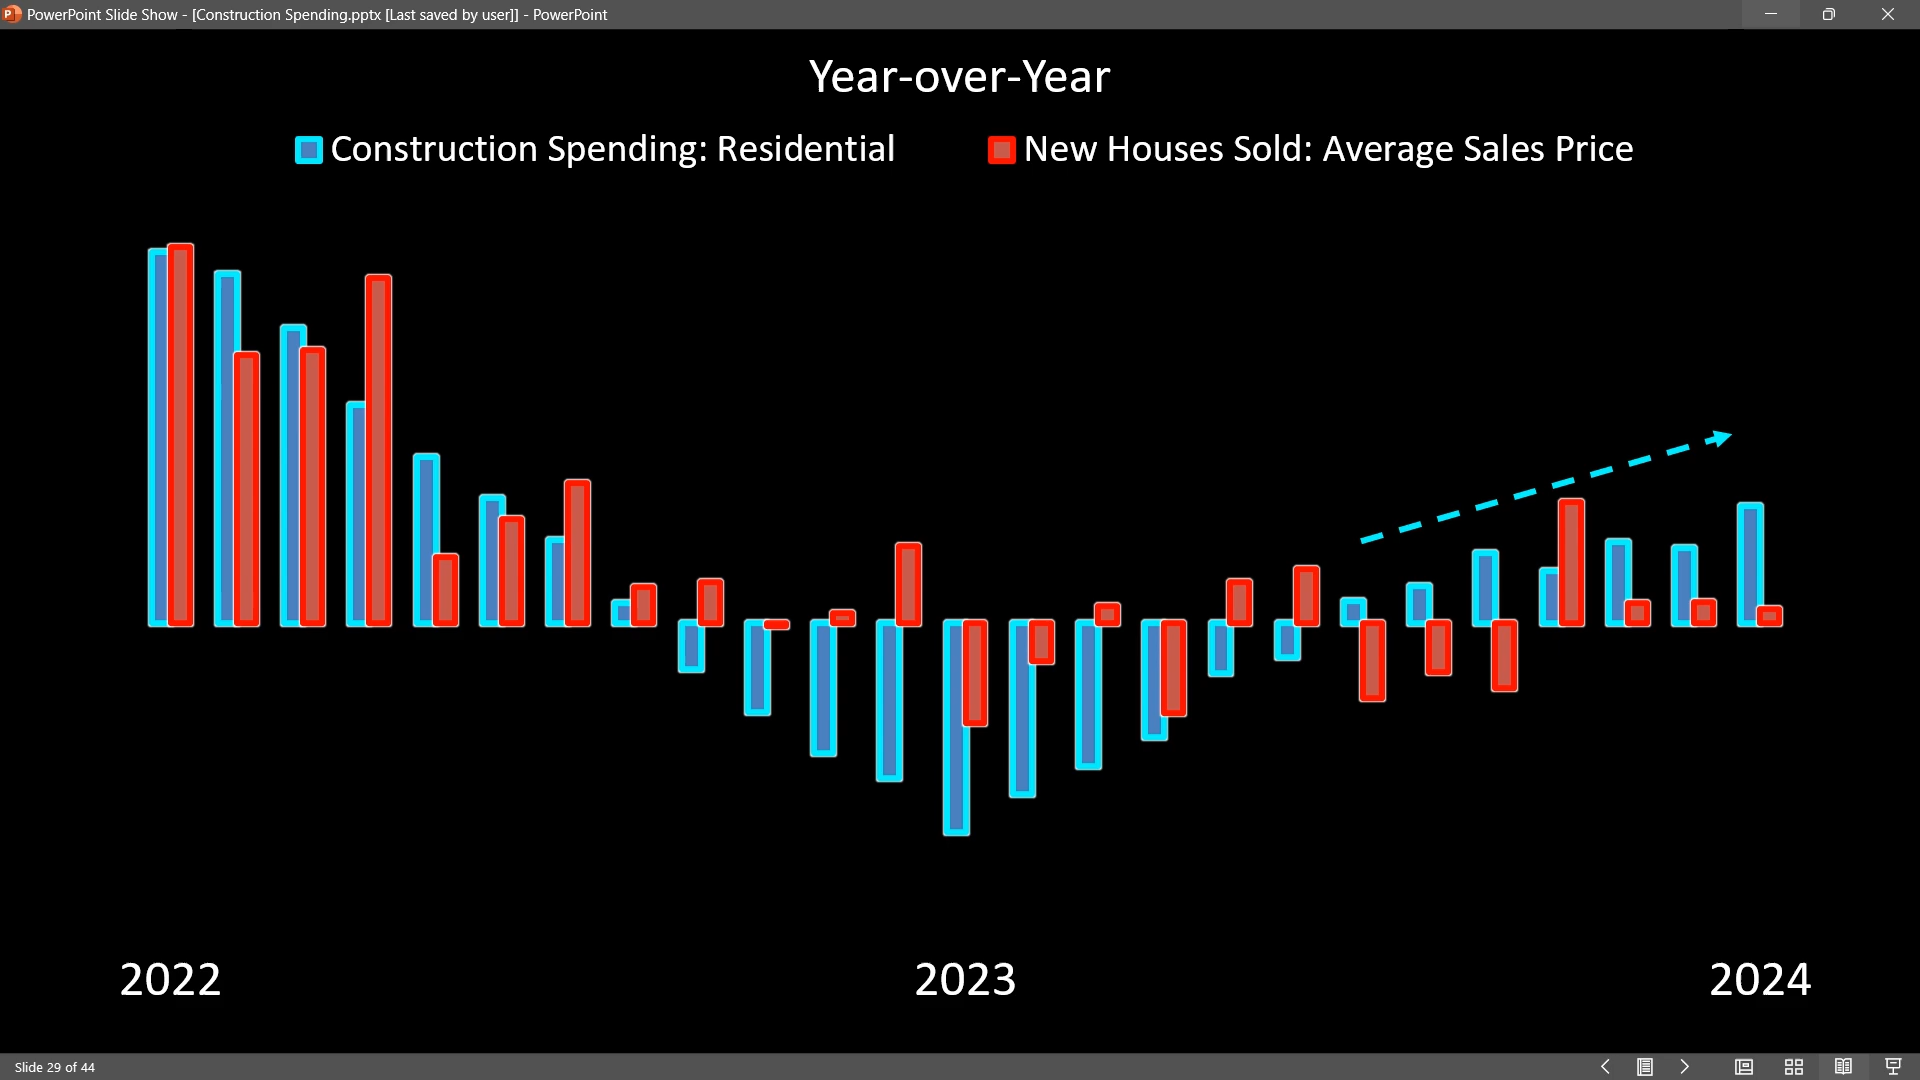 PowerPoint Slide Show - [Construction Spending.pptx [Last saved by user]] - PowerPoint
Year-over-Year
Construction Spending: Residential New Houses Sold: Average Sales Price
2022 2023 2024
Slide 29 of 44